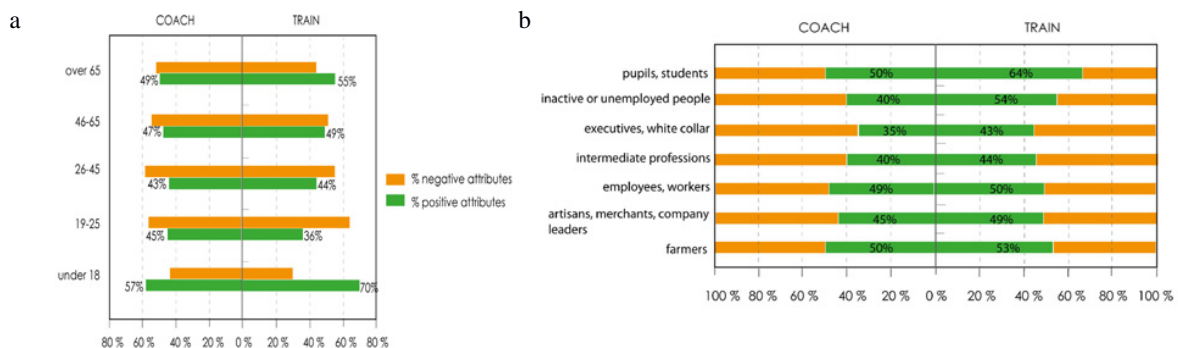 a
COACH TRAIN
over 65
49% 55%
46-65
47% 49%
26-45
43% 44%
19-25
45% 36%
under 18
57% 70%
80 % 60 % 40 % 20 % 0 % 20 % 40 % 60 % 80 %
% negative attributes
% positive attributes
b
COACH TRAIN
pupils, students 50% 64%
inactive or unemployed people 40% 54%
executives, white collar 35% 43%
intermediate professions 40% 44%
employees, workers 49% 50%
artisans, merchants, company
leaders 45% 49%
farmers 50% 53%
100 % 80 % 60 % 40 % 20 % 0 % 20 % 40 % 60 % 80 % 100 %